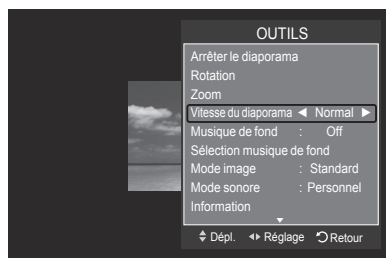 OUTILS
Arrêter le diaporama
Rotation
Zoom
Vitesse du diaporama ◀ Normal ▶
Musique de fond : Off
Sélection musique de fond
Mode image : Standard
Mode sonore : Personnel
Information
Dépl. Réglage Retour